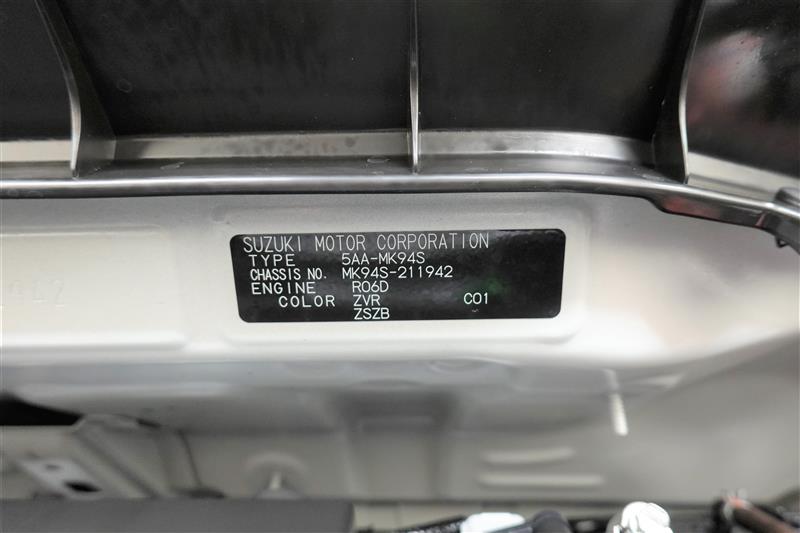 SUZUKI MOTOR CORPORATION
TYPE 5AA-MK94S
CHASSIS NO. MK94S-211942
ENGINE R06D
COLOR ZVR C01
ZSZB